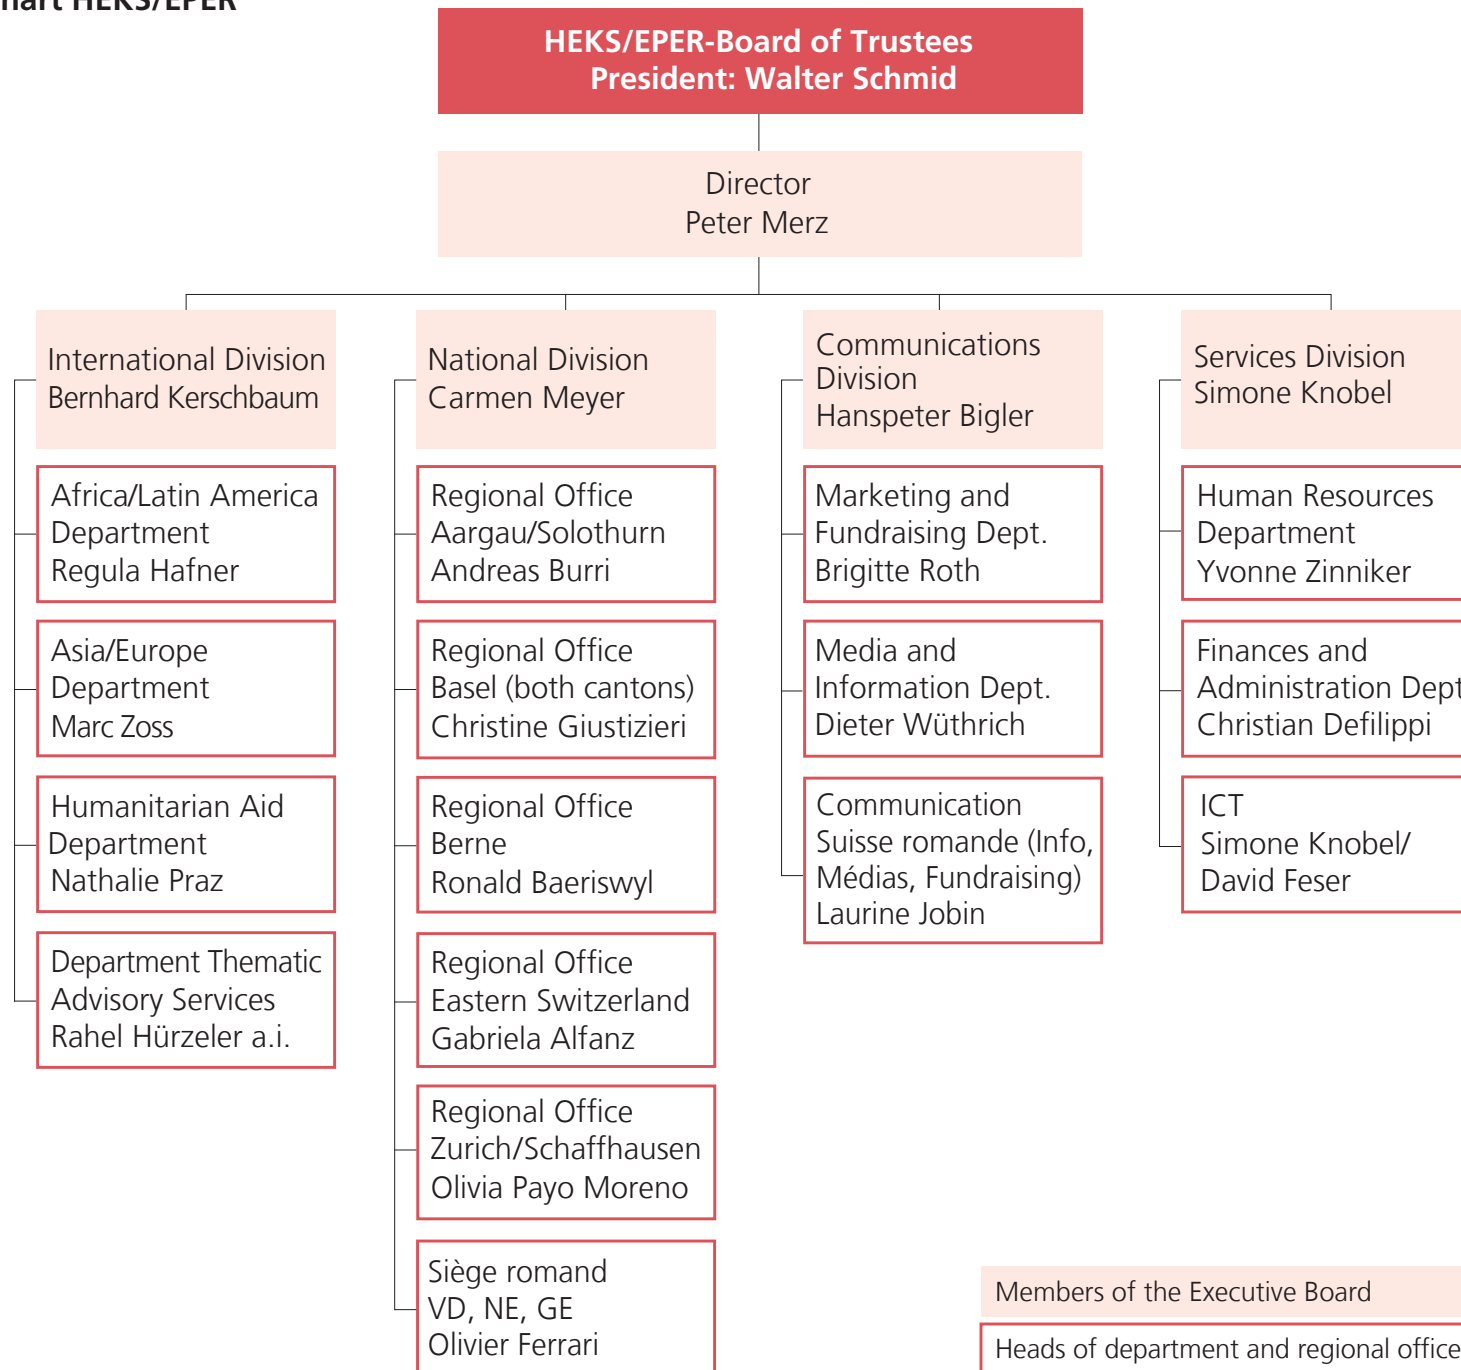 HEKS/EPER
HEKS/EPER-Board of Trustees
President: Walter Schmid
Director
Peter Merz
International Division
Bernhard Kerschbaum
Africa/Latin America
Department
Regula Hafner
Asia/Europe
Department
Marc Zoss
Humanitarian Aid
Department
Nathalie Praz
Department Thematic
Advisory Services
Rahel Hürzeler a.i.
National Division
Carmen Meyer
Regional Office
Aargau/Solothurn
Andreas Burri
Regional Office
Basel (both cantons)
Christine Giustizieri
Regional Office
Berne
Ronald Baeriswyl
Regional Office
Eastern Switzerland
Gabriela Alfanz
Regional Office
Zurich/Schaffhausen
Olivia Payo Moreno
Siège romand
VD, NE, GE
Olivier Ferrari
Communications
Division
Hanspeter Bigler
Marketing and
Fundraising Dept.
Brigitte Roth
Media and
Information Dept.
Dieter Wüthrich
Communication
Suisse romande (Info,
Médias, Fundraising)
Laurine Jobin
Services Division
Simone Knobel
Human Resources
Department
Yvonne Zinniker
Finances and
Administration Dept
Christian Defilippi
ICT
Simone Knobel/
David Feser
Members of the Executive Board
Heads of department and regional office